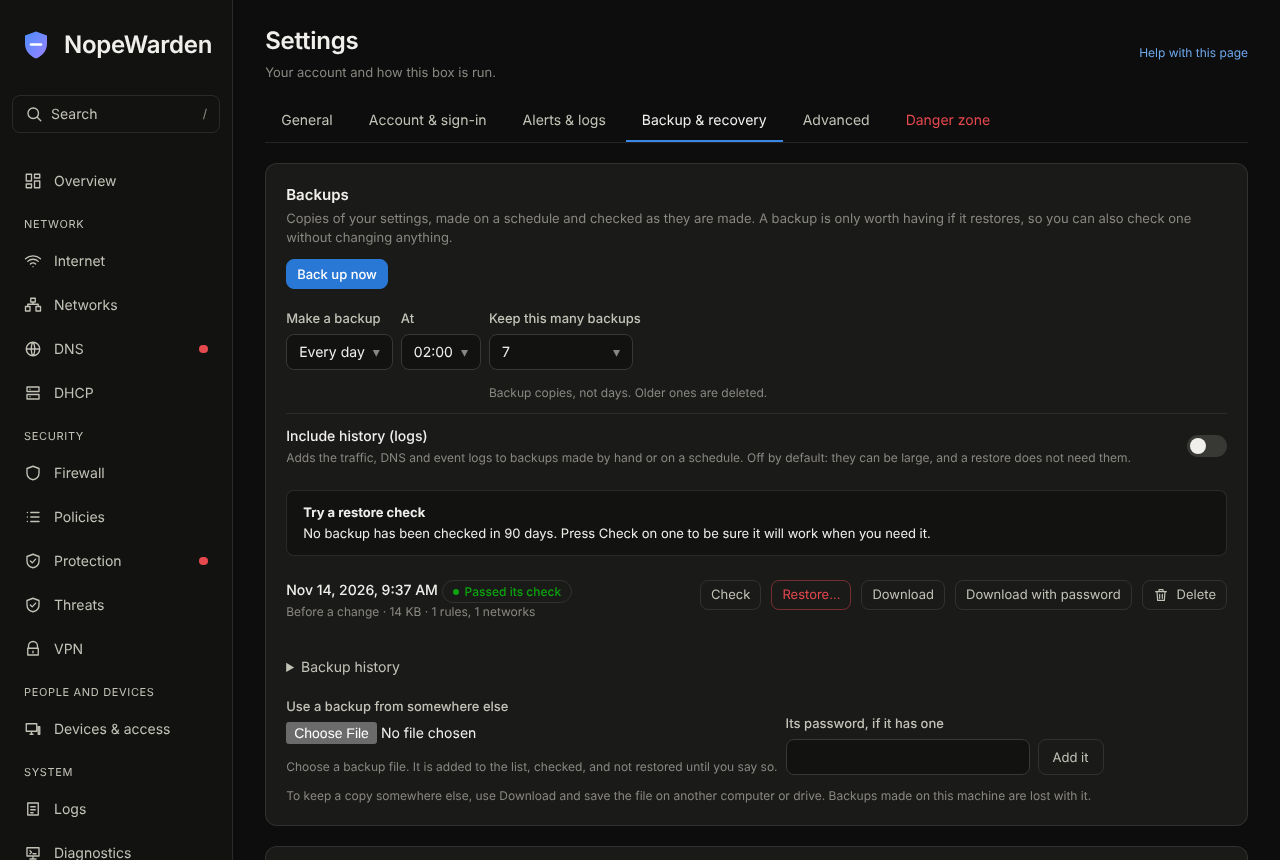 NopeWarden
Search /
Overview
NETWORK
Internet
Networks
DNS
DHCP
SECURITY
Firewall
Policies
Protection
Threats
VPN
PEOPLE AND DEVICES
Devices & access
SYSTEM
Logs
Diagnostics
Settings
Your account and how this box is run.
Help with this page
General Account & sign-in Alerts & logs Backup & recovery Advanced Danger zone
Backups
Copies of your settings, made on a schedule and checked as they are made. A backup is only worth having if it restores, so you can also check one
without changing anything.
Back up now
Make a backup At Keep this many backups
Every day 02:00 7
Backup copies, not days. Older ones are deleted.
Include history (logs)
Adds the traffic, DNS and event logs to backups made by hand or on a schedule. Off by default: they can be large, and a restore does not need them.
Try a restore check
No backup has been checked in 90 days. Press Check on one to be sure it will work when you need it.
Nov 14, 2026, 9:37 AM Passed its check
Before a change · 14 KB · 1 rules, 1 networks
Check Restore... Download Download with password Delete
Backup history
Use a backup from somewhere else
Choose File No file chosen
Choose a backup file. It is added to the list, checked, and not restored until you say so.
Its password, if it has one
Add it
To keep a copy somewhere else, use Download and save the file on another computer or drive. Backups made on this machine are lost with it.